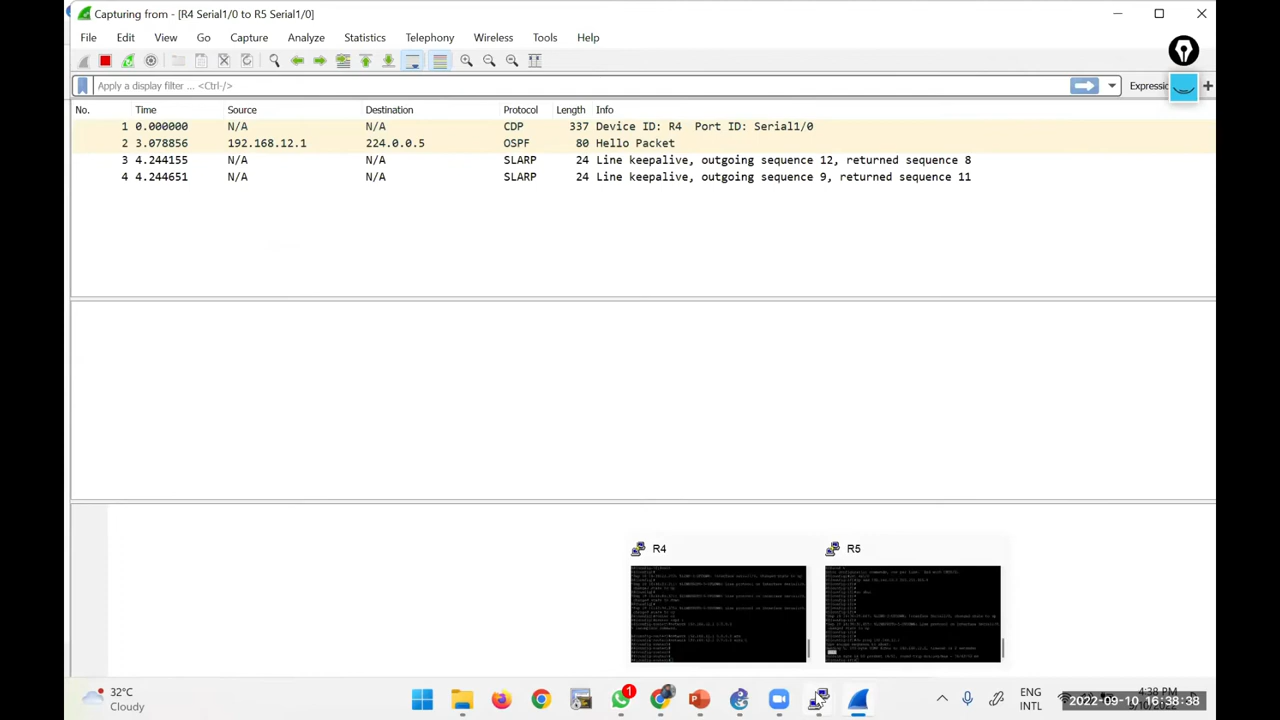 Capturing from - [R4 Serial1/0 to R5 Serial1/0]
File Edit View Go Capture Analyze Statistics Telephony Wireless Tools Help
Apply a display filter ... <Ctrl-/> Expressic +
No. Time Source Destination Protocol Length Info
1 0.000000 N/A N/A CDP 337 Device ID: R4 Port ID: Serial1/0
2 3.078856 192.168.12.1 224.0.0.5 OSPF 80 Hello Packet
3 4.244155 N/A N/A SLARP 24 Line keepalive, outgoing sequence 12, returned sequence 8
4 4.244651 N/A N/A SLARP 24 Line keepalive, outgoing sequence 9, returned sequence 11
R4 R5
32°C
Cloudy
1
ENG
INTL
4:38 PM
2022-09-10 16:38:38